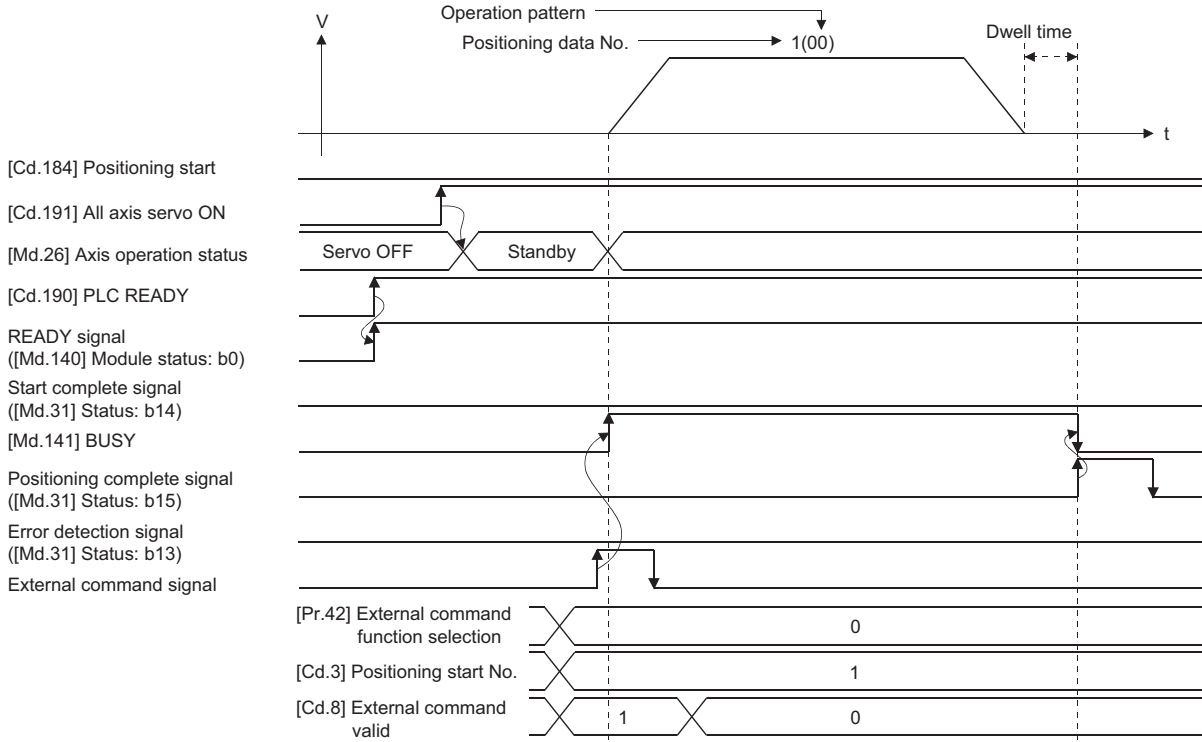 V
Operation pattern
Positioning data No.
1(00)
Dwell time
t
[Cd.184] Positioning start
[Cd.191] All axis servo ON
[Md.26] Axis operation status
Servo OFF
Standby
[Cd.190] PLC READY
READY signal
([Md.140] Module status: b0)
Start complete signal
([Md.31] Status: b14)
[Md.141] BUSY
Positioning complete signal
([Md.31] Status: b15)
Error detection signal
([Md.31] Status: b13)
External command signal
[Pr.42] External command
function selection
0
[Cd.3] Positioning start No.
1
[Cd.8] External command
valid
1
0